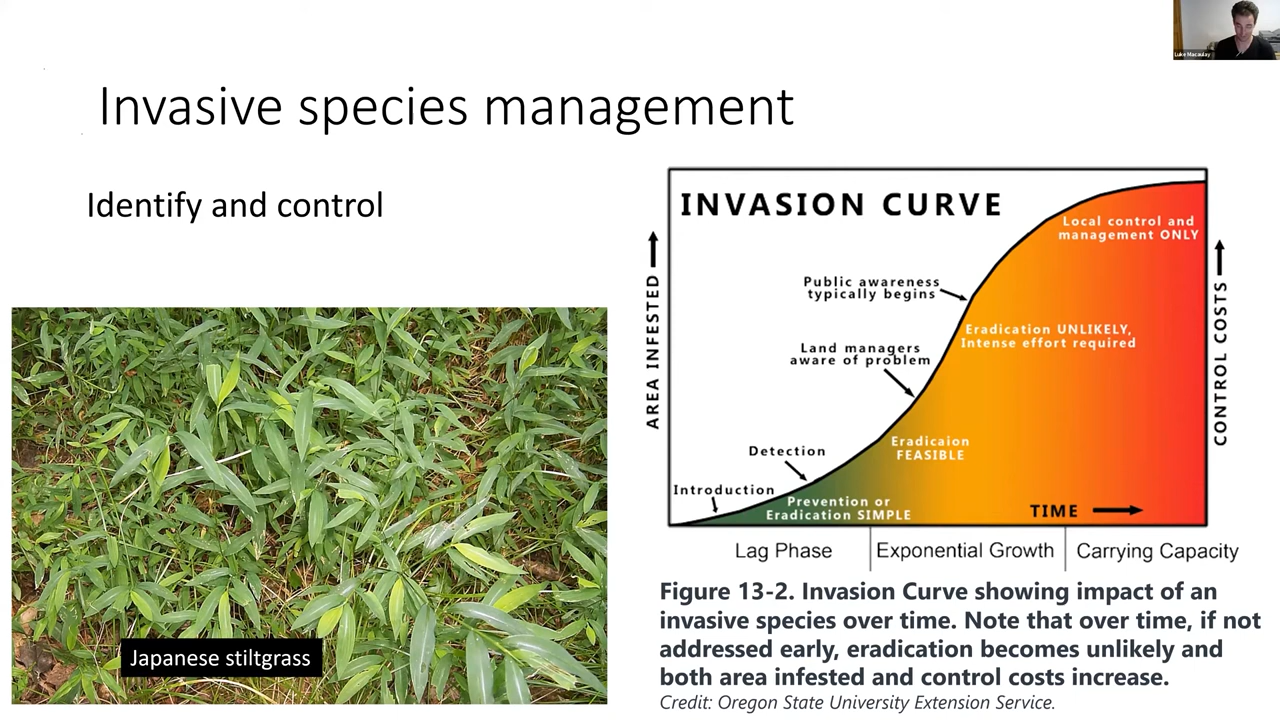 Luke Macaulay
Invasive species management
Identify and control
Japanese stiltgrass
INVASION CURVE
AREA INFESTED
CONTROL COSTS
Local control and
management ONLY
Public awareness
typically begins
Eradication UNLIKELY,
Intense effort required
Land managers
aware of problem
Eradicaion
FEASIBLE
Detection
Introduction
Prevention or
Eradication SIMPLE
TIME
Lag Phase
Exponential Growth
Carrying Capacity
Figure 13-2. Invasion Curve showing impact of an
invasive species over time. Note that over time, if not
addressed early, eradication becomes unlikely and
both area infested and control costs increase.
Credit: Oregon State University Extension Service.